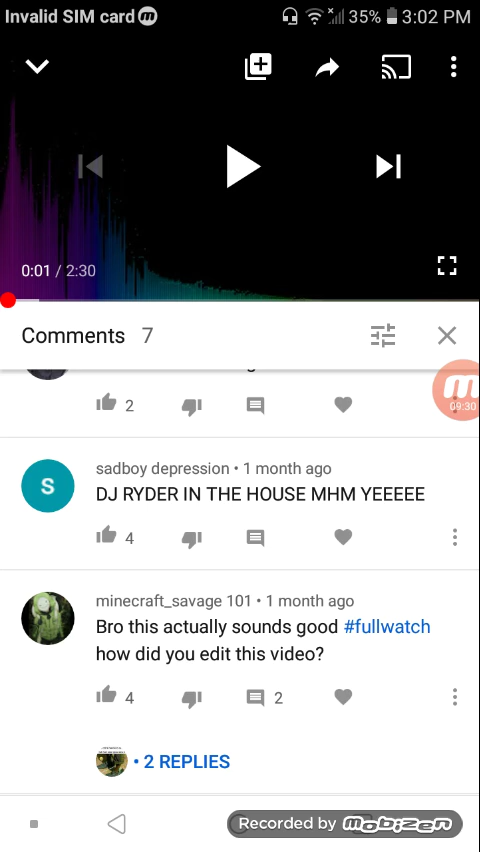 Invalid SIM card 35% 3:02 PM
0:01 / 2:30
Comments 7
09:30
2
S
sadboy depression • 1 month ago
DJ RYDER IN THE HOUSE MHM YEEEEE
4
minecraft_savage 101 • 1 month ago
Bro this actually sounds good #fullwatch
how did you edit this video?
4 2
• 2 REPLIES
Recorded by mobizen